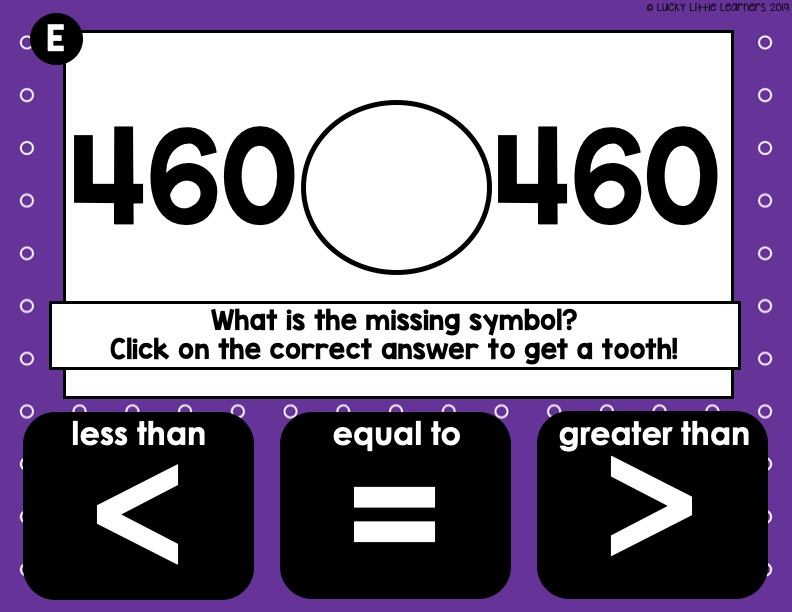 © Lucky Little Learners 2019
E
460 460
What is the missing symbol?
Click on the correct answer to get a tooth!
less than equal to greater than
< = >